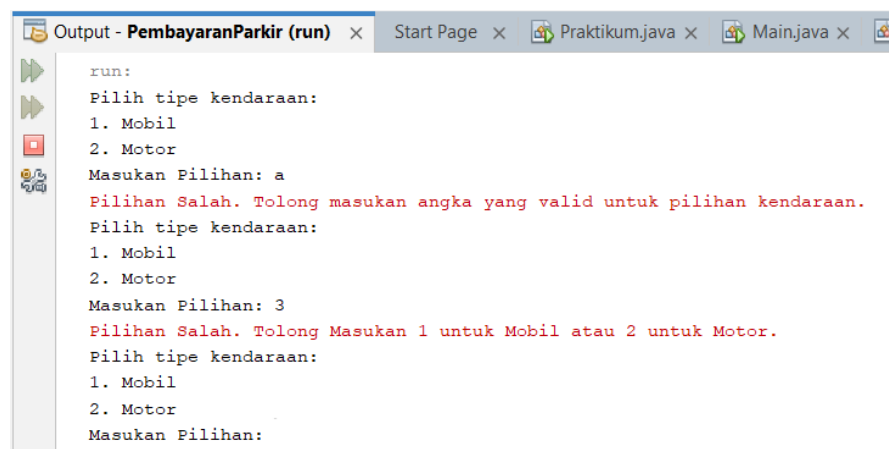 Output - PembayaranParkir (run) × Start Page × Praktikum.java × Main.java ×
run:
Pilih tipe kendaraan:
1. Mobil
2. Motor
Masukan Pilihan: a
Pilihan Salah. Tolong masukan angka yang valid untuk pilihan kendaraan.
Pilih tipe kendaraan:
1. Mobil
2. Motor
Masukan Pilihan: 3
Pilihan Salah. Tolong Masukan 1 untuk Mobil atau 2 untuk Motor.
Pilih tipe kendaraan:
1. Mobil
2. Motor
Masukan Pilihan: